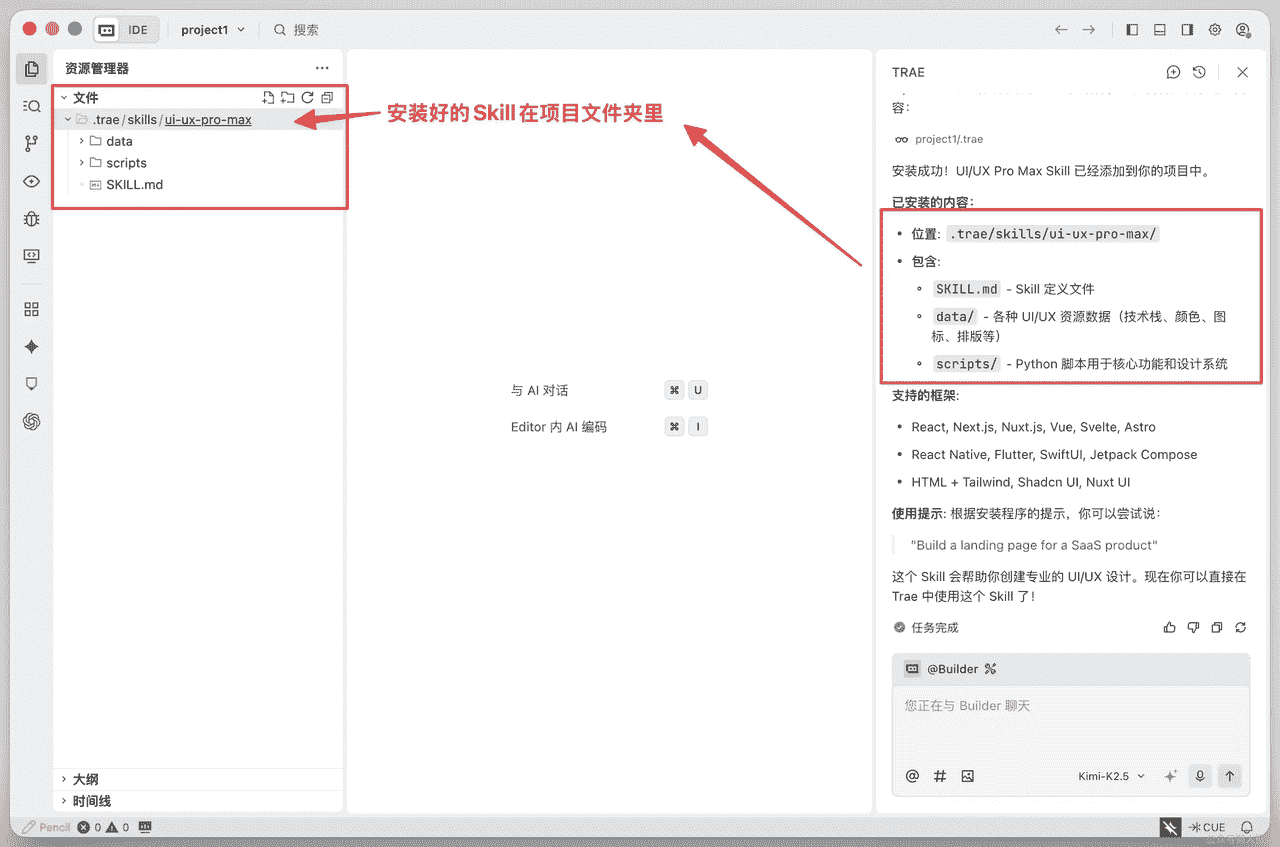 IDE
project1
搜索
资源管理器
文件
.trae/skills/ui-ux-pro-max
data
scripts
SKILL.md
大纲
时间线
安装好的Skill在项目文件夹里
与 AI 对话 ⌘ U
Editor 内 AI 编码 ⌘ I
TRAE
容：
project1/.trae
安装成功！UI/UX Pro Max Skill 已经添加到你的项目中。
已安装的内容:
• 位置: .trae/skills/ui-ux-pro-max/
• 包含:
SKILL.md - Skill 定义文件
data/ - 各种 UI/UX 资源数据（技术栈、颜色、图
标、排版等）
scripts/ - Python 脚本用于核心功能和设计系统
支持的框架:
• React, Next.js, Nuxt.js, Vue, Svelte, Astro
• React Native, Flutter, SwiftUI, Jetpack Compose
• HTML + Tailwind, Shadcn UI, Nuxt UI
使用提示: 根据安装程序的提示，你可以尝试说：
"Build a landing page for a SaaS product"
这个 Skill 会帮助你创建专业的 UI/UX 设计。现在你可以直接在
Trae 中使用这个 Skill 了！
任务完成
@Builder
您正在与 Builder 聊天
Kimi-K2.5
Pencil 0 0
CUE